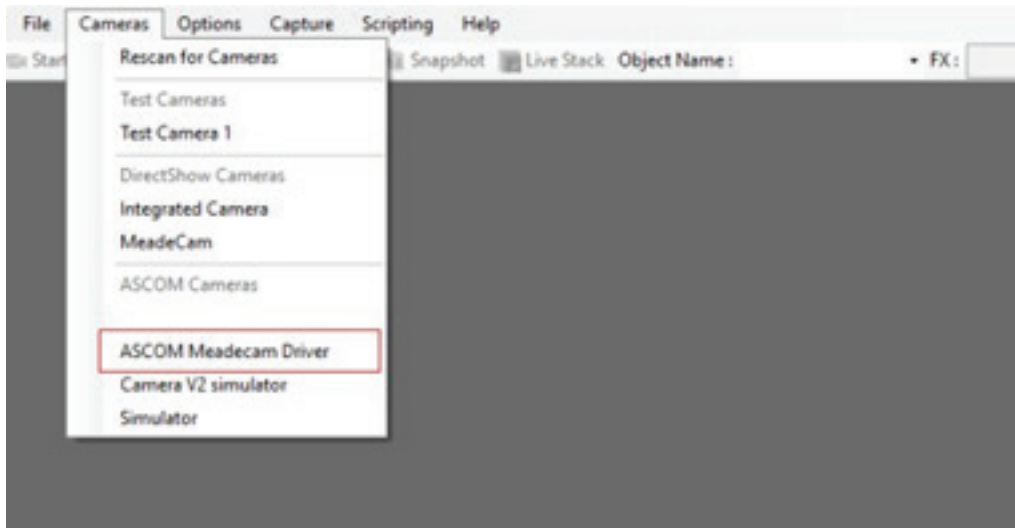 File Cameras Options Capture Scripting Help
Start Snapshot Live Stack Object Name : FX :
Rescan for Cameras
Test Cameras
Test Camera 1
DirectShow Cameras
Integrated Camera
MeadeCam
ASCOM Cameras
ASCOM Meadecam Driver
Camera V2 simulator
Simulator